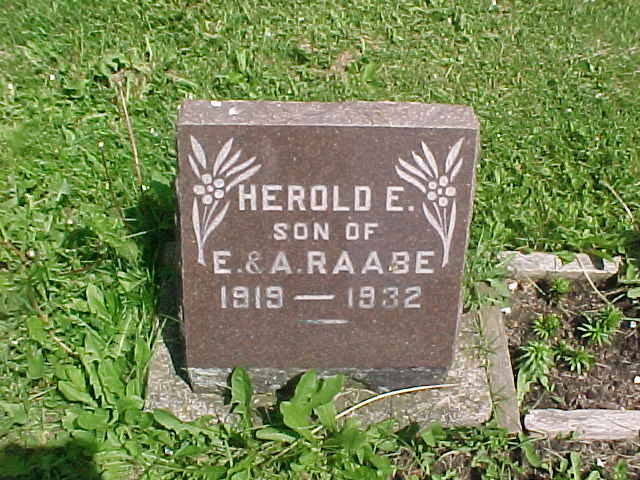 HEROLD E.
SON OF
E. & A. RAABE
1919 — 1932